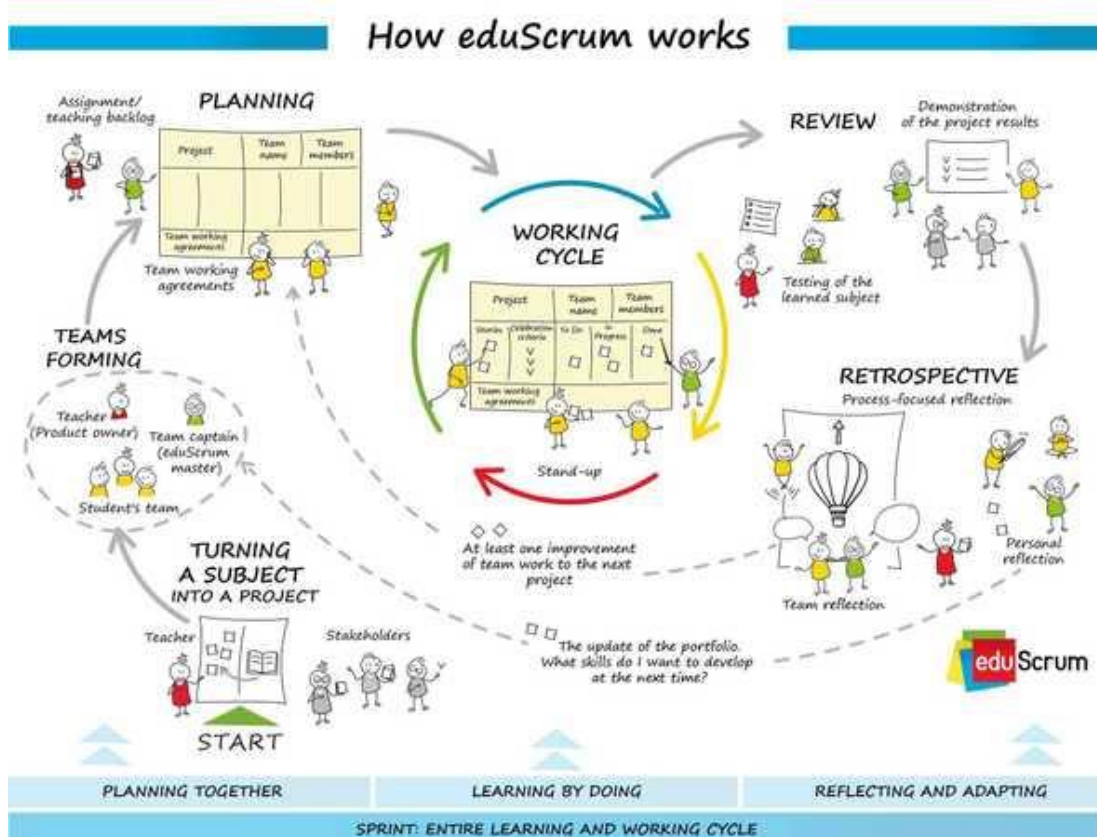 How eduScrum works
Assignment/
teaching backlog
PLANNING
Project
Team
name
Team
members
Team working
agreements
Team working
agreements
TEAMS
FORMING
Teacher
(Product owner)
Team captain
(eduScrum
master)
Student's team
TURNING
A SUBJECT
INTO A PROJECT
Teacher
Stakeholders
START
WORKING
CYCLE
Project
Team
name
Team
members
Stories
Celebration
criteria
To Do
In
Progress
Done
Team working
agreements
Stand-up
At least one improvement
of team work to the next
project
The update of the portfolio.
What skills do I want to develop
at the next time?
REVIEW
Demonstration
of the project results
Testing of the
learned subject
RETROSPECTIVE
Process-focused reflection
Personal
reflection
Team reflection
eduScrum
PLANNING TOGETHER
LEARNING BY DOING
REFLECTING AND ADAPTING
SPRINT: ENTIRE LEARNING AND WORKING CYCLE